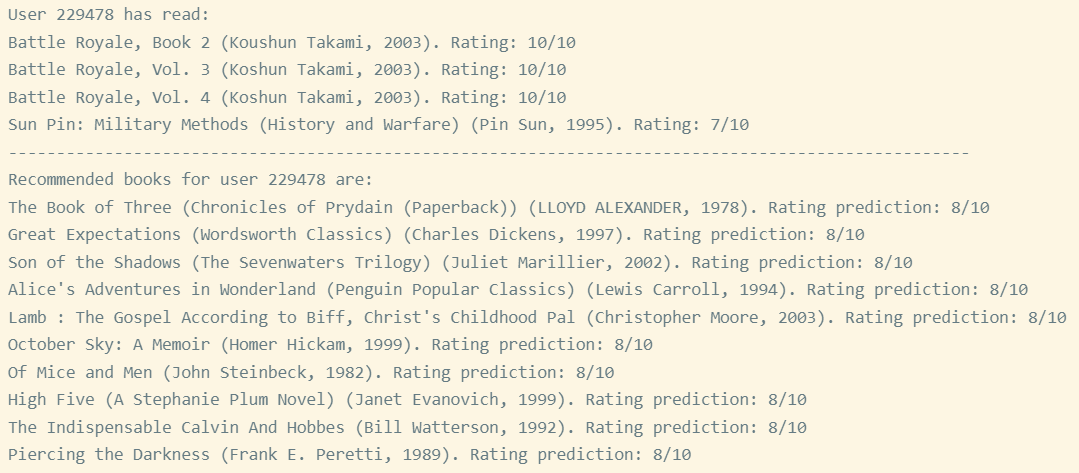 User 229478 has read:
Battle Royale, Book 2 (Koushun Takami, 2003). Rating: 10/10
Battle Royale, Vol. 3 (Koshun Takami, 2003). Rating: 10/10
Battle Royale, Vol. 4 (Koshun Takami, 2003). Rating: 10/10
Sun Pin: Military Methods (History and Warfare) (Pin Sun, 1995). Rating: 7/10
----------------------------------------------------------------------------------------------------
Recommended books for user 229478 are:
The Book of Three (Chronicles of Prydain (Paperback)) (LLOYD ALEXANDER, 1978). Rating prediction: 8/10
Great Expectations (Wordsworth Classics) (Charles Dickens, 1997). Rating prediction: 8/10
Son of the Shadows (The Sevenwaters Trilogy) (Juliet Marillier, 2002). Rating prediction: 8/10
Alice's Adventures in Wonderland (Penguin Popular Classics) (Lewis Carroll, 1994). Rating prediction: 8/10
Lamb : The Gospel According to Biff, Christ's Childhood Pal (Christopher Moore, 2003). Rating prediction: 8/10
October Sky: A Memoir (Homer Hickam, 1999). Rating prediction: 8/10
Of Mice and Men (John Steinbeck, 1982). Rating prediction: 8/10
High Five (A Stephanie Plum Novel) (Janet Evanovich, 1999). Rating prediction: 8/10
The Indispensable Calvin And Hobbes (Bill Watterson, 1992). Rating prediction: 8/10
Piercing the Darkness (Frank E. Peretti, 1989). Rating prediction: 8/10